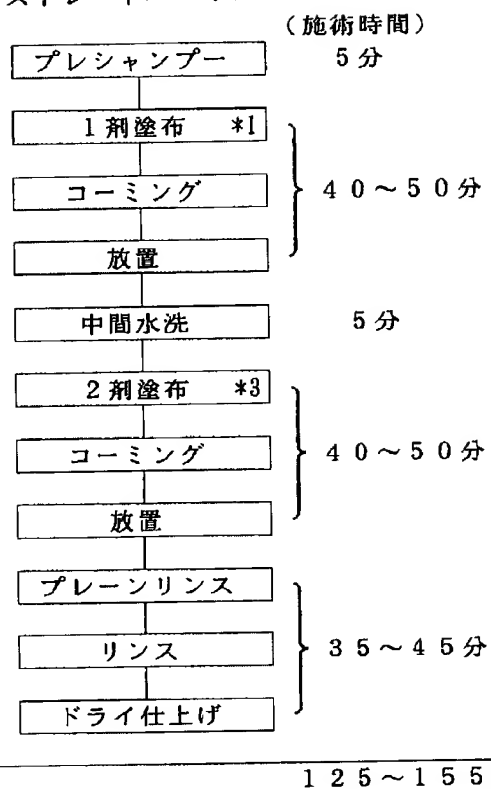 (施術時間)
プレシャンプー 5分
1剤塗布 *1
コーミング 40~50分
放置
中間水洗 5分
2剤塗布 *3
コーミング 40~50分
放置
プレーンリンス
リンス 35~45分
ドライ仕上げ
125~155